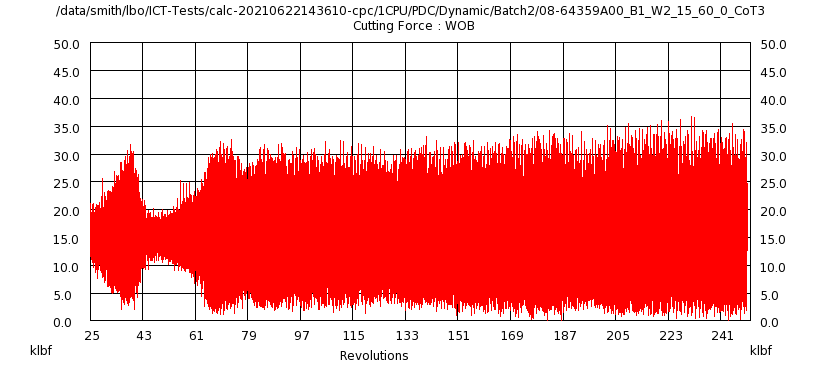 /data/smith/lbo/ICT-Tests/calc-20210622143610-cpc/1CPU/PDC/Dynamic/Batch2/08-64359A00_B1_W2_15_60_0_CoT3
Cutting Force : WOB
50.0 50.0
45.0 45.0
40.0 40.0
35.0 35.0
30.0 30.0
25.0 25.0
20.0 20.0
15.0 15.0
10.0 10.0
5.0 5.0
0.0 0.0
25 43 61 79 97 115 133 151 169 187 205 223 241
klbf klbf
Revolutions